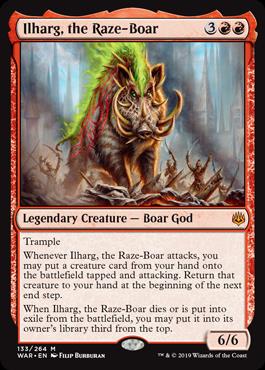 Ilharg, the Raze-Boar 3
Legendary Creature — Boar God
Trample
Whenever Ilharg, the Raze-Boar attacks, you
may put a creature card from your hand onto
the battlefield tapped and attacking. Return that
creature to your hand at the beginning of the next
end step.
When Ilharg, the Raze-Boar dies or is put into
exile from the battlefield, you may put it into its
owner's library third from the top.
6/6
133/264 M
WAR • EN Filip Burburan
™ & © 2019 Wizards of the Coast